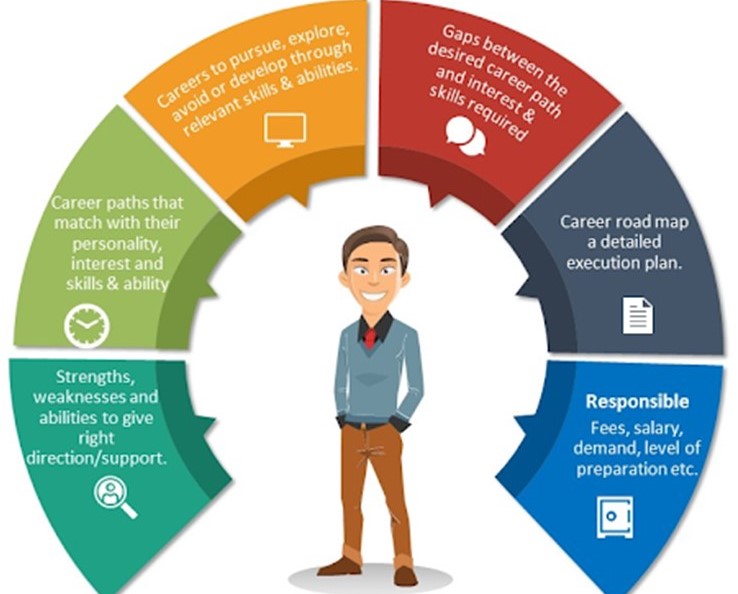 Strengths,
weaknesses and
abilities to give
right
direction/support.
Career paths that
match with their
personality,
interest and
skills & ability
Careers to pursue, explore,
avoid or develop through
relevant skills & abilities.
Gaps between the
desired career path
and interest &
skills required
Career road map
a detailed
execution plan.
Responsible
Fees, salary,
demand, level of
preparation etc.